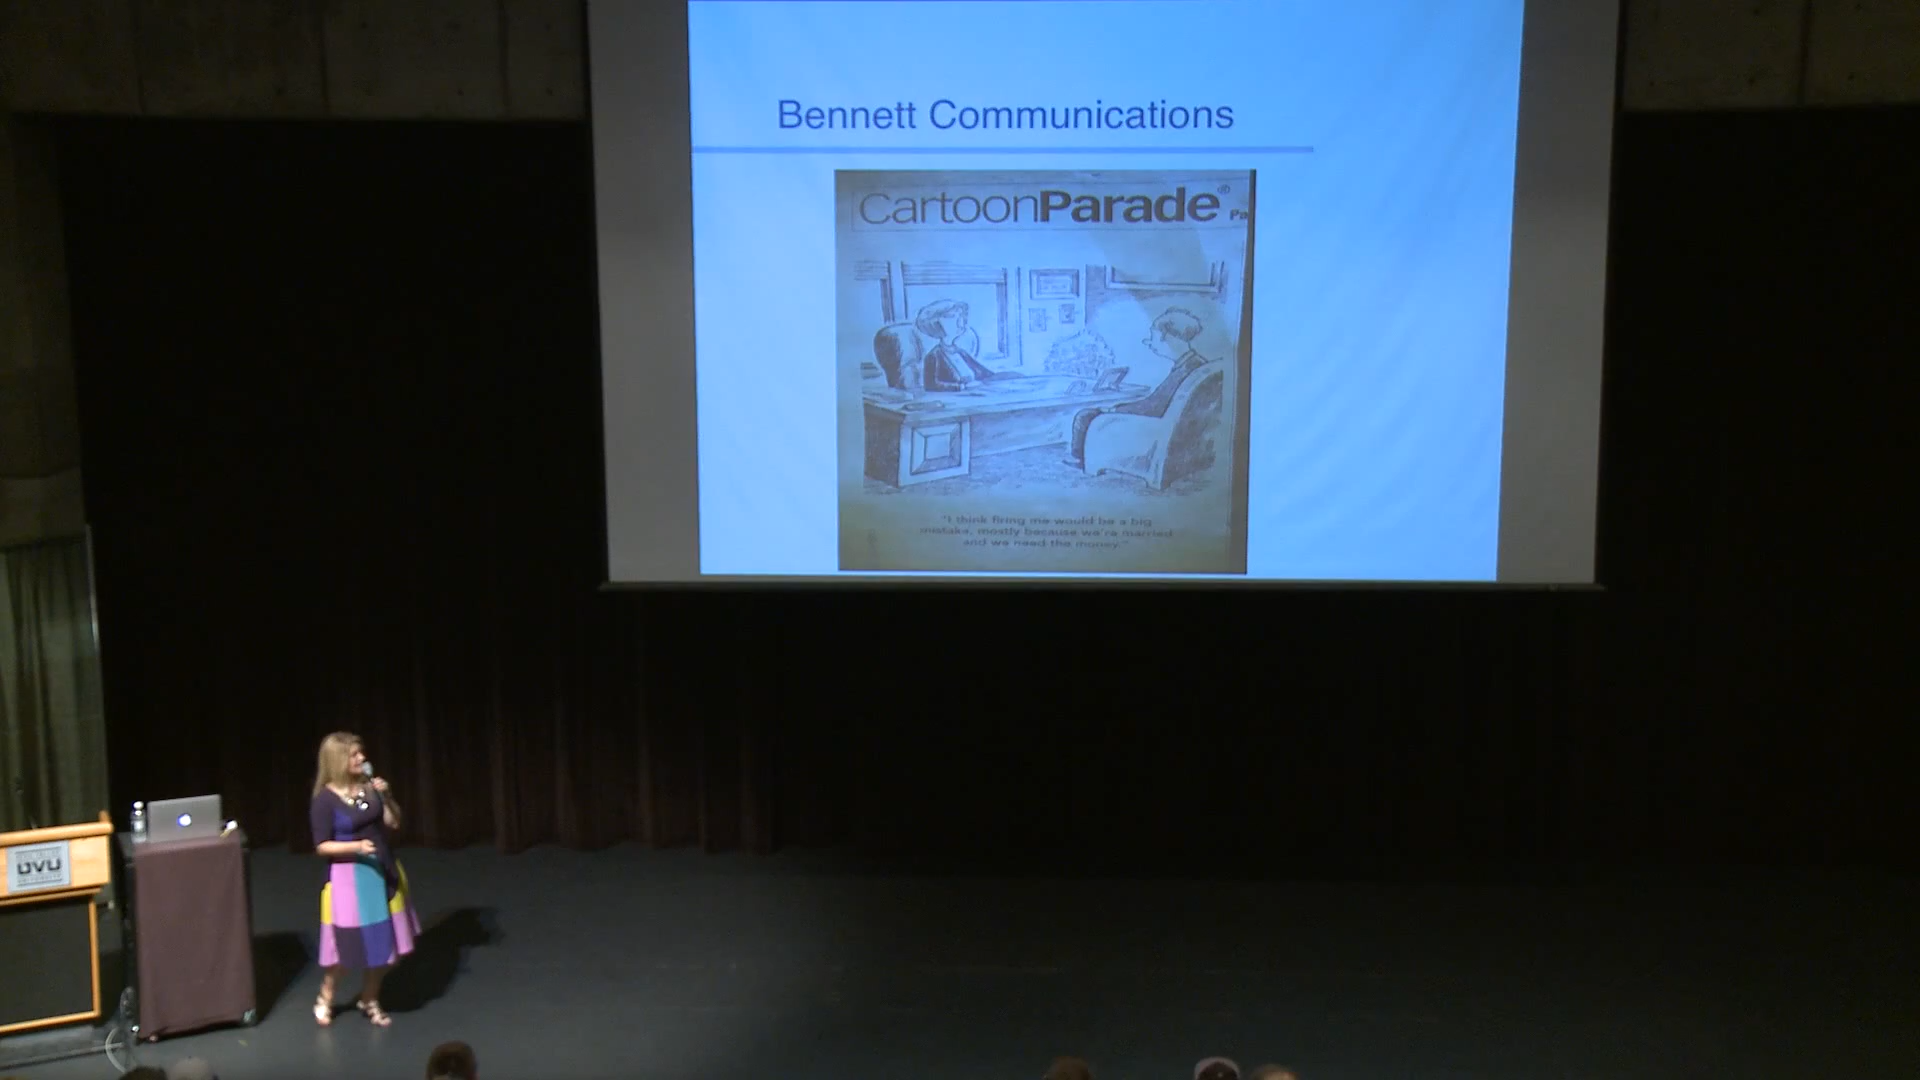 Bennett Communications
CartoonParade® Pa
"I think firing me would be a big
mistake, mostly because we're married
and we need the money."
UVU